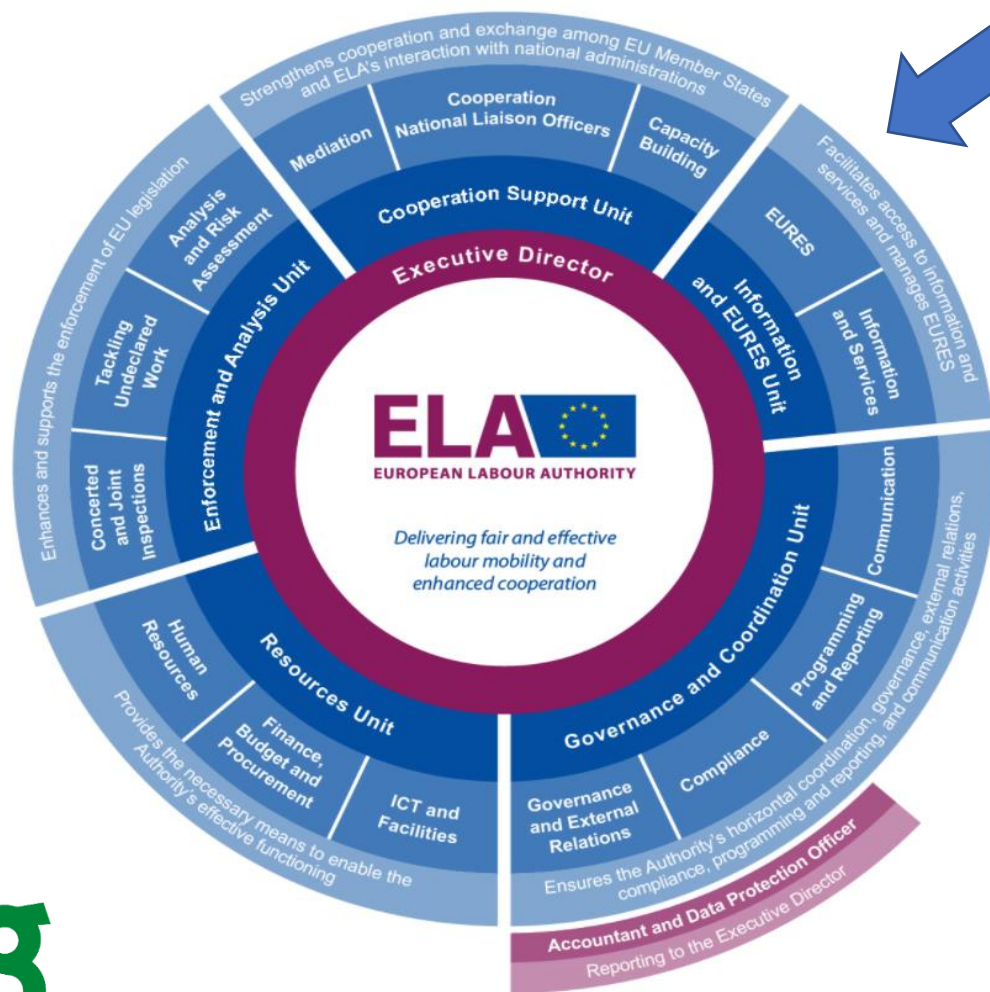 Strengthens cooperation and exchange among EU Member States
and ELA's interaction with national administrations
Mediation
Cooperation
National Liaison Officers
Capacity
Building
Cooperation Support Unit
Facilitates access to information and
services and manages EURES
EURES
Information
and Services
Information
and EURES Unit
Executive Director
Enhances and supports the enforcement of EU legislation
Analysis
and Risk
Assessment
Tackling
Undeclared
Work
Concerted
and Joint
Inspections
Enforcement and Analysis Unit
ELA
EUROPEAN LABOUR AUTHORITY
Delivering fair and effective
labour mobility and
enhanced cooperation
Governance and Coordination Unit
Communication
Programming
and Reporting
Compliance
Governance
and External
Relations
Ensures the Authority's horizontal coordination, governance, external relations,
compliance, programming and reporting, and communication activities
Resources Unit
Human
Resources
Finance,
Budget and
Procurement
ICT and
Facilities
Provides the necessary means to enable the
Authority's effective functioning
Accountant and Data Protection Officer
Reporting to the Executive Director
g